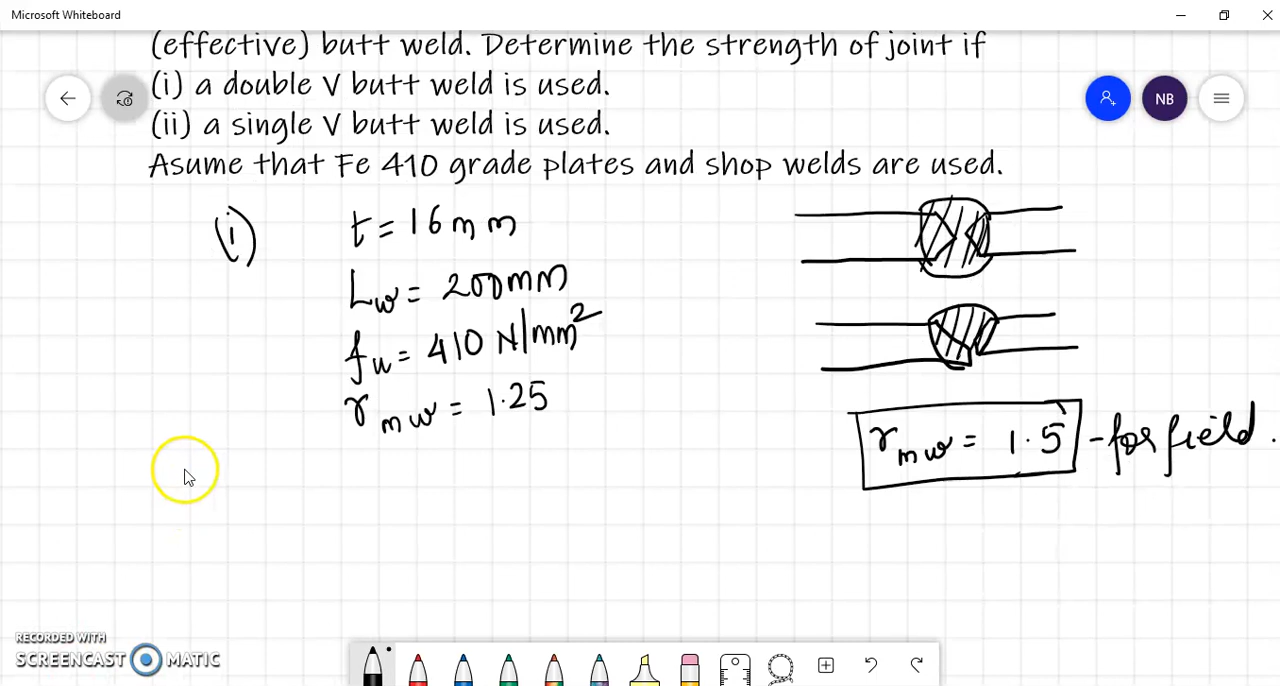 Microsoft Whiteboard
(effective) butt weld. Determine the strength of joint if
(i) a double V butt weld is used.
(ii) a single V butt weld is used.
Asume that Fe 410 grade plates and shop welds are used.
NB
(i)
t = 16 mm
Lw = 200mm
fu = 410 N/mm²
γmw = 1.25
γmw = 1.5 - for field.
RECORDED WITH
SCREENCAST MATIC